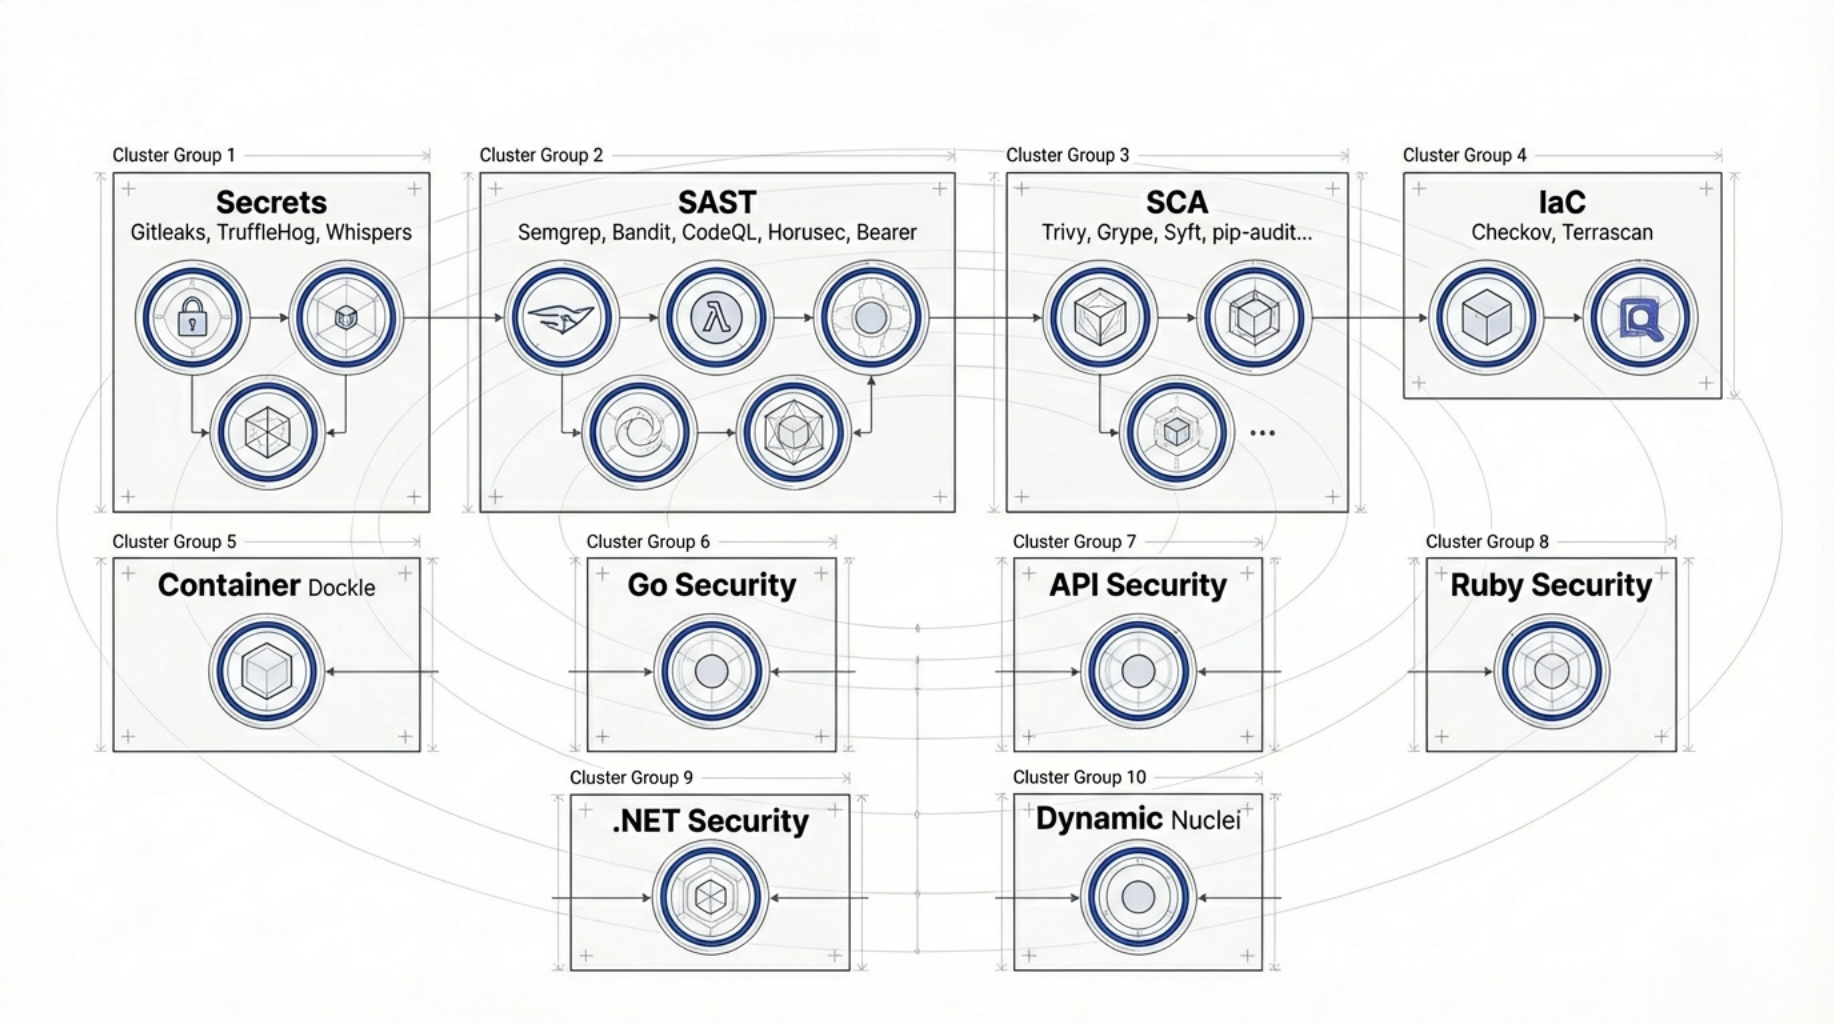 Cluster Group 1
Secrets
Gitleaks, TruffleHog, Whispers
Cluster Group 2
SAST
Semgrep, Bandit, CodeQL, Horusec, Bearer
Cluster Group 3
SCA
Trivy, Grype, Syft, pip-audit...
Cluster Group 4
IaC
Checkov, Terrascan
Cluster Group 5
Container Dockle
Cluster Group 6
Go Security
Cluster Group 7
API Security
Cluster Group 8
Ruby Security
Cluster Group 9
.NET Security
Cluster Group 10
Dynamic Nuclei